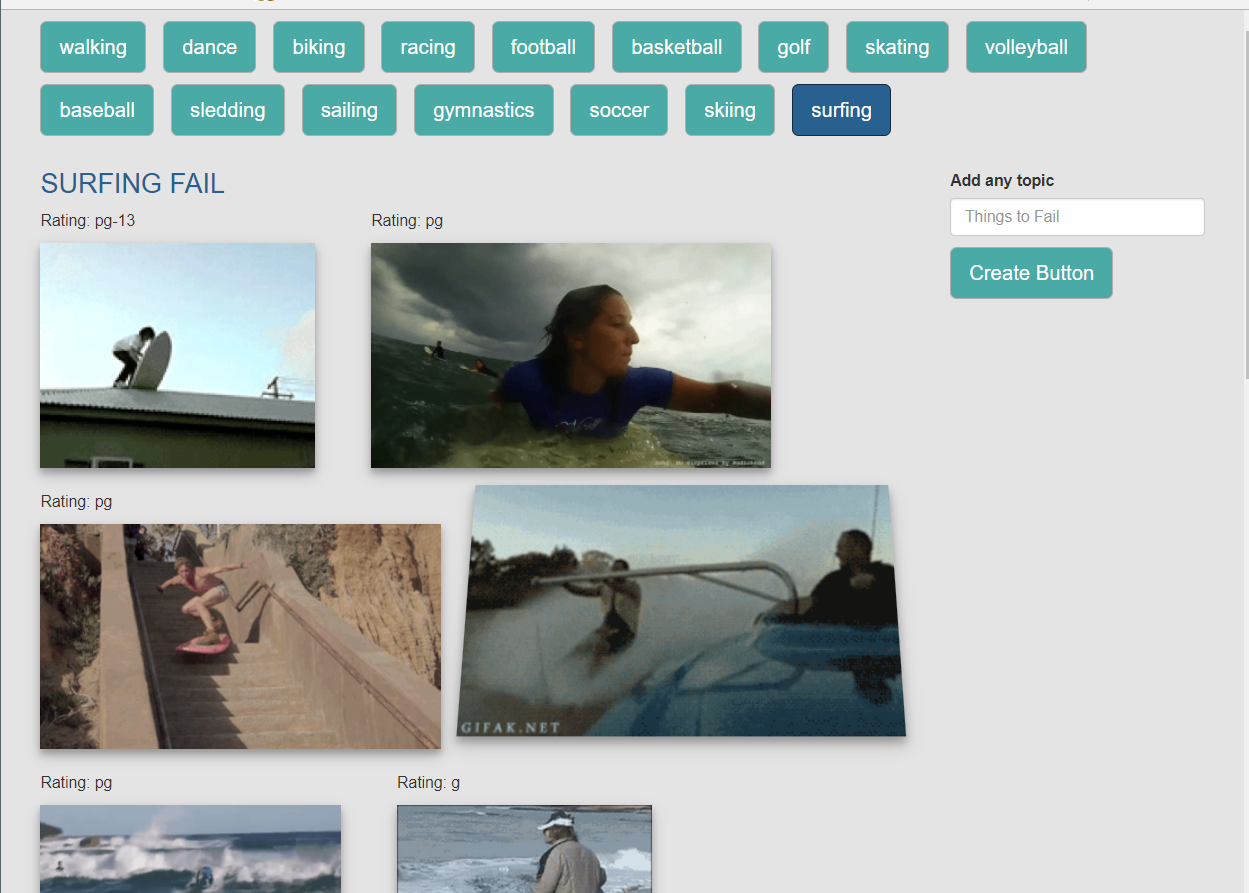 walking dance biking racing football basketball golf skating volleyball
baseball sledding sailing gymnastics soccer skiing surfing
SURFING FAIL
Rating: pg-13
Rating: pg
Add any topic
Things to Fail
Create Button
Rating: pg
GIFAK.NET
Rating: pg
Rating: g